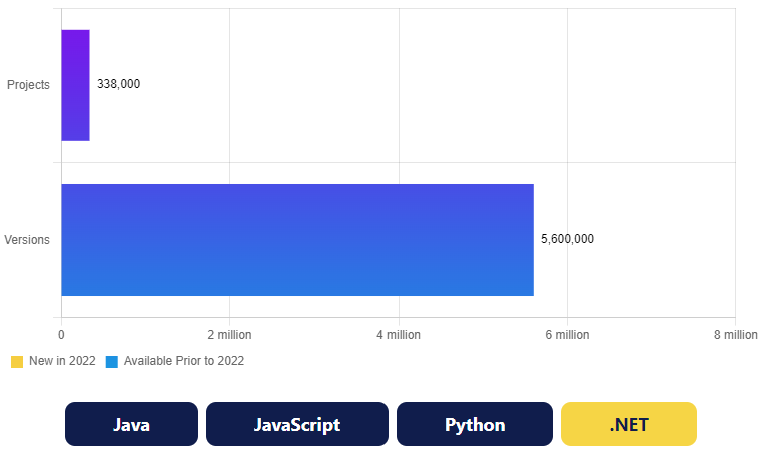 Projects
338,000
Versions
5,600,000
0 2 million 4 million 6 million 8 million
New in 2022 Available Prior to 2022
Java JavaScript Python .NET